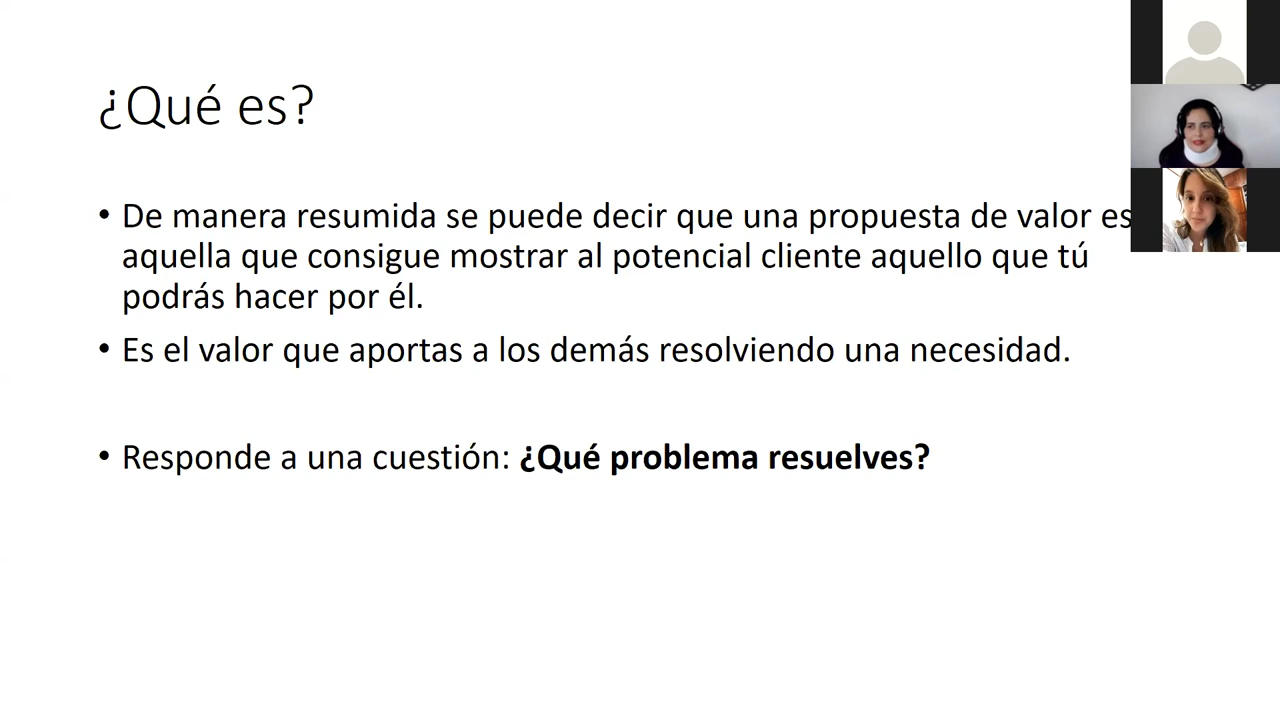 ¿Qué es?
• De manera resumida se puede decir que una propuesta de valor es
aquella que consigue mostrar al potencial cliente aquello que tú
podrás hacer por él.
• Es el valor que aportas a los demás resolviendo una necesidad.
• Responde a una cuestión: ¿Qué problema resuelves?